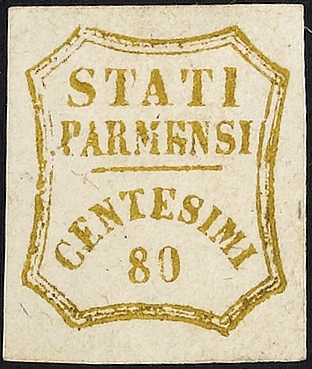 STATI
PARMENSI
CENTESIMI
80